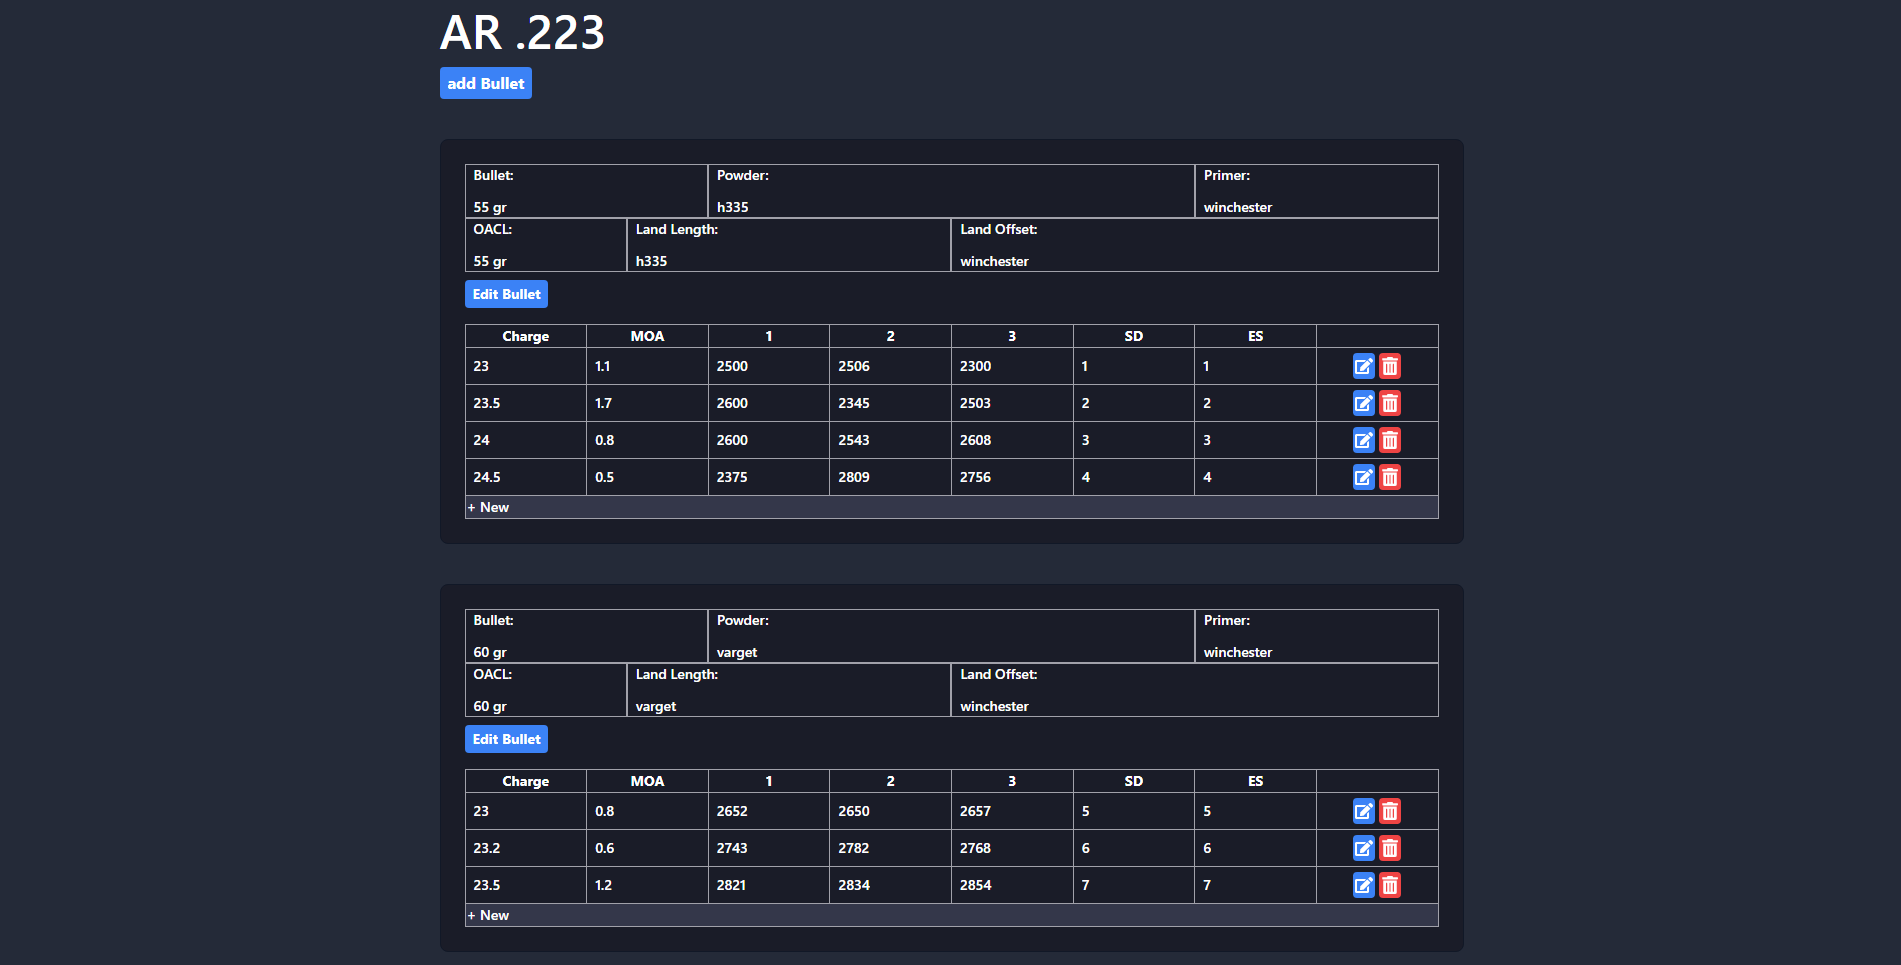 AR .223
add Bullet
Bullet: Powder: Primer:
55 gr h335 winchester
OACL: Land Length: Land Offset:
55 gr h335 winchester
Edit Bullet
Charge MOA 1 2 3 SD ES
23 1.1 2500 2506 2300 1 1
23.5 1.7 2600 2345 2503 2 2
24 0.8 2600 2543 2608 3 3
24.5 0.5 2375 2809 2756 4 4
+ New
Bullet: Powder: Primer:
60 gr varget winchester
OACL: Land Length: Land Offset:
60 gr varget winchester
Edit Bullet
Charge MOA 1 2 3 SD ES
23 0.8 2652 2650 2657 5 5
23.2 0.6 2743 2782 2768 6 6
23.5 1.2 2821 2834 2854 7 7
+ New